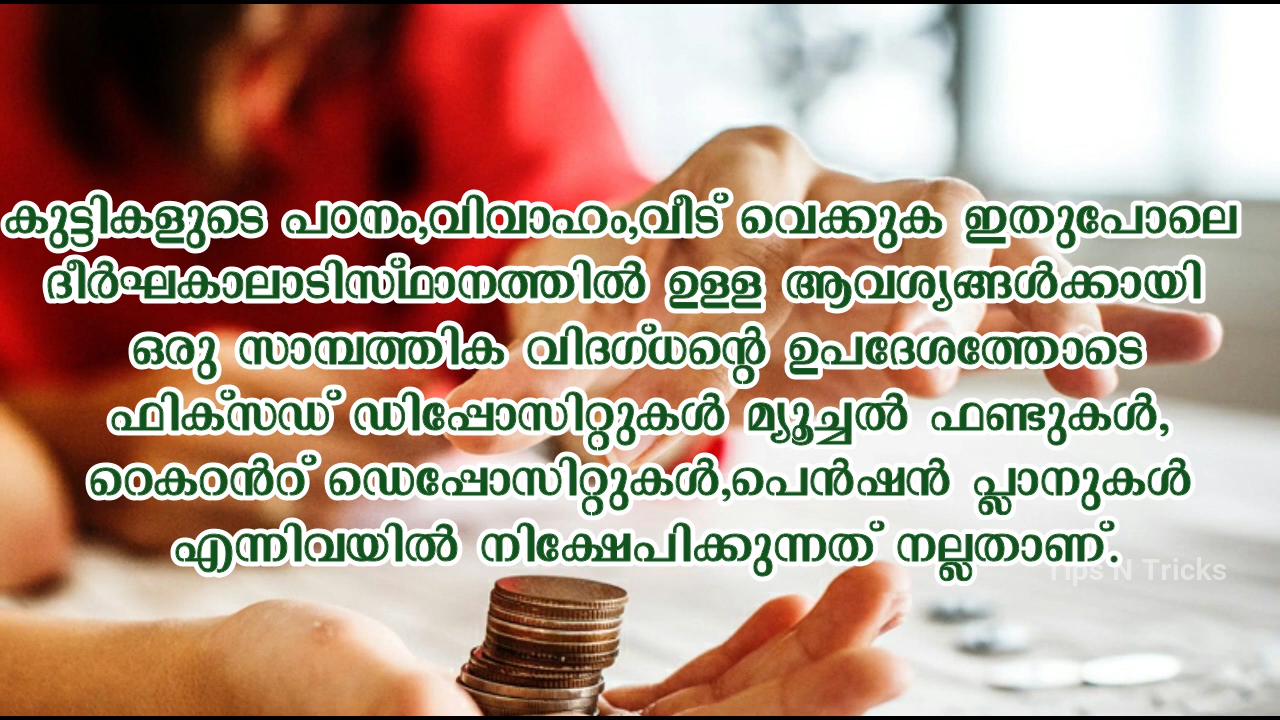 കുട്ടികളുടെ പഠനം,വിവാഹം,വീട് വെക്കുക ഇതുപോലെ
ദീർഘകാലാടിസ്ഥാനത്തിൽ ഉള്ള ആവശ്യങ്ങൾക്കായി
ഒരു സാമ്പത്തിക വിദഗ്ധന്റെ ഉപദേശത്തോടെ
ഫിക്സഡ് ഡിപ്പോസിറ്റുകൾ മ്യൂച്ചൽ ഫണ്ടുകൾ,
റെകറൻറ് ഡെപ്പോസിറ്റുകൾ,പെൻഷൻ പ്ലാനുകൾ
എന്നിവയിൽ നിക്ഷേപിക്കുന്നത് നല്ലതാണ്.
Tips N Tricks